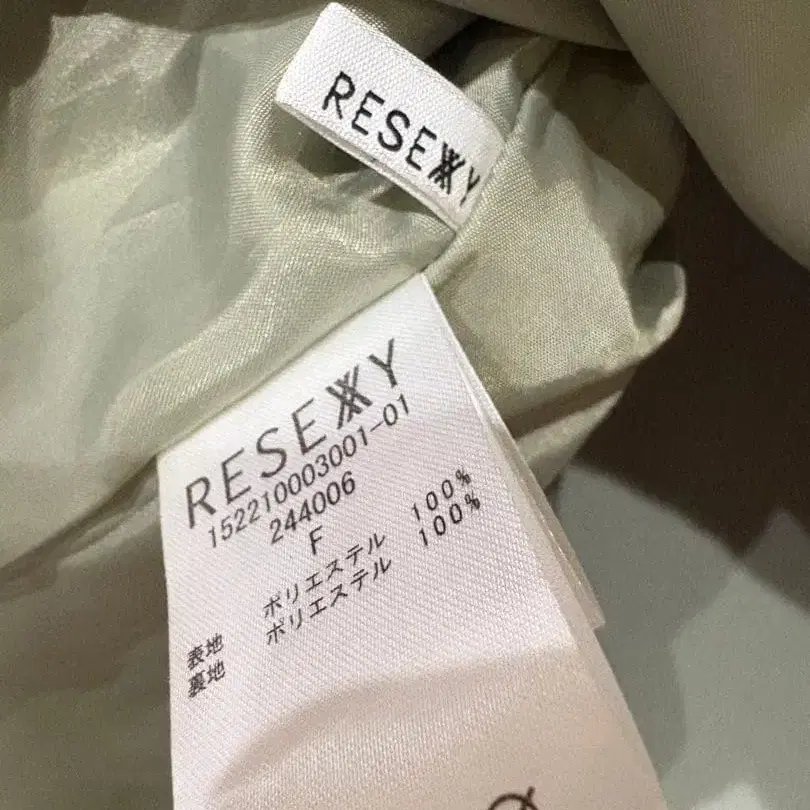 RESEXXY
RESEXXY
152210003001-01
244006
F
表地 ポリエステル 100%
裏地 ポリエステル 100%